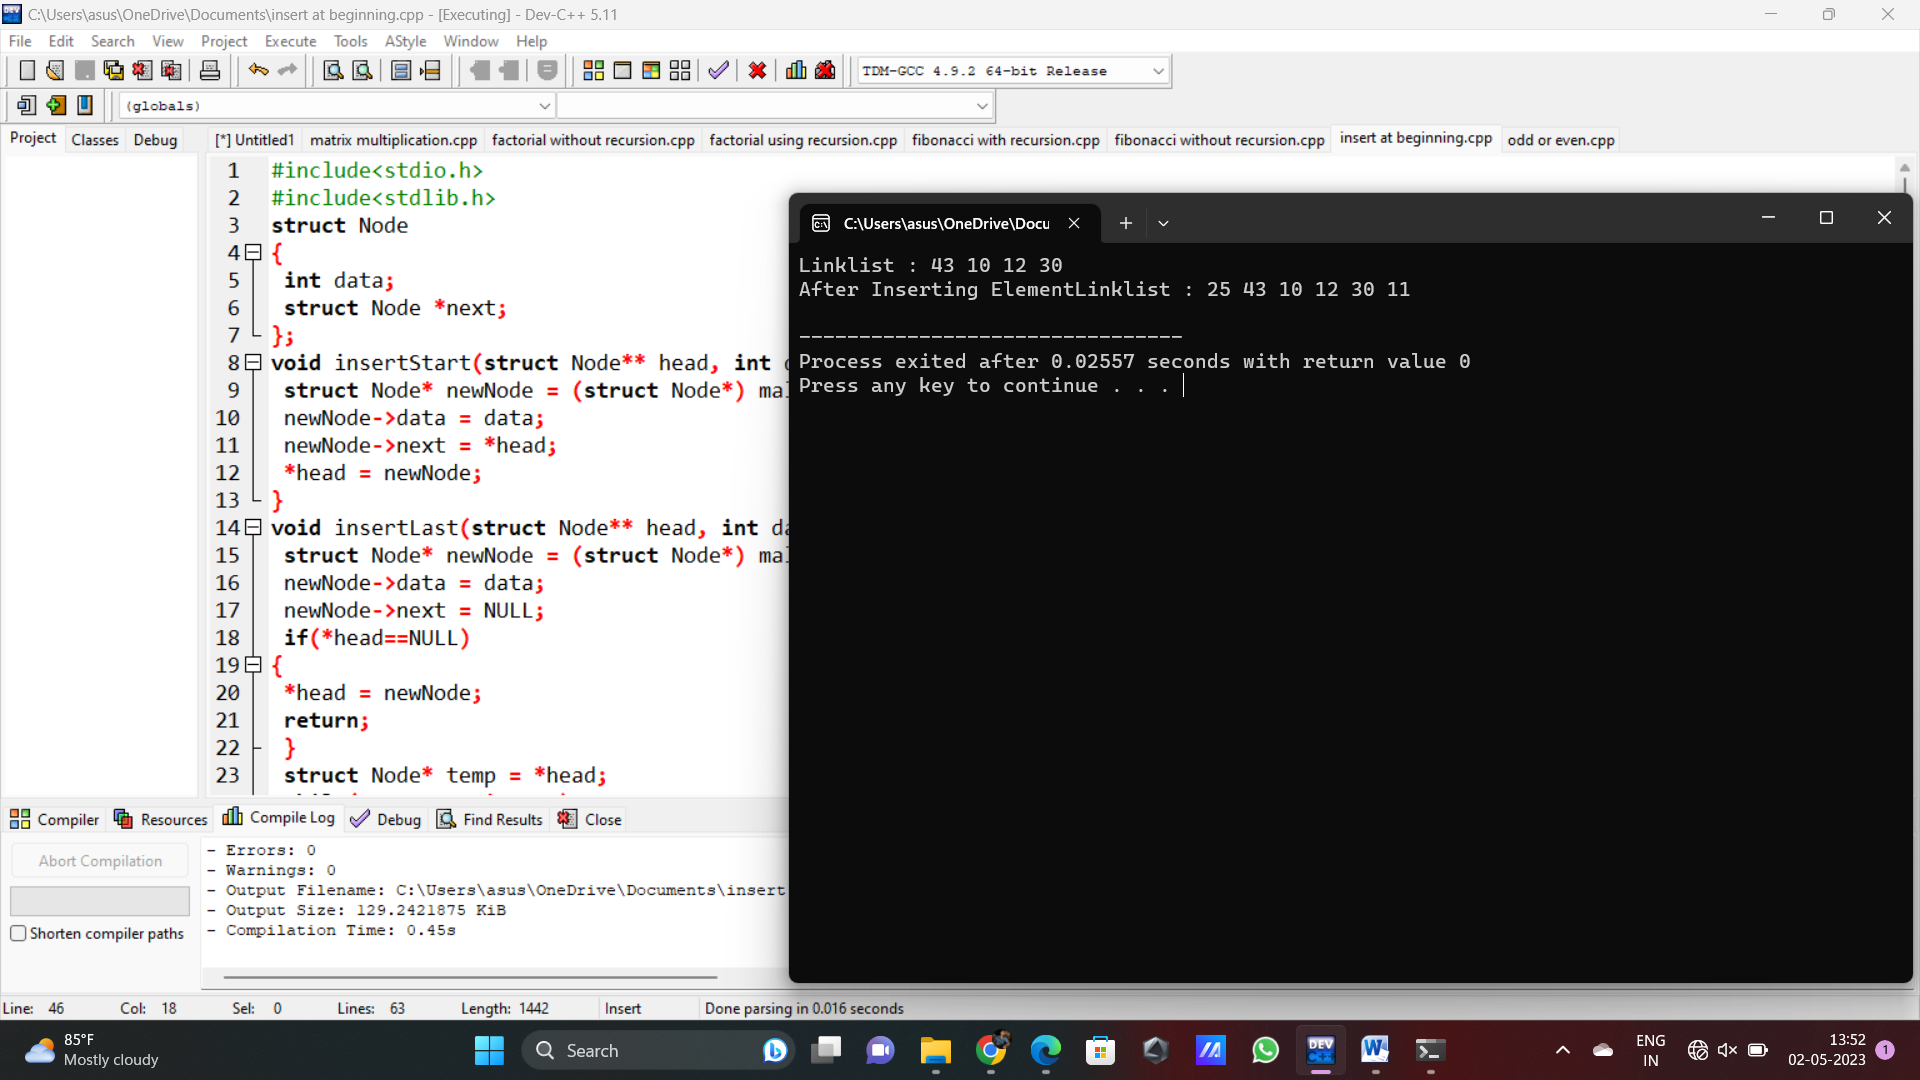 C:\Users\asus\OneDrive\Documents\insert at beginning.cpp - [Executing] - Dev-C++ 5.11
File Edit Search View Project Execute Tools AStyle Window Help
TDM-GCC 4.9.2 64-bit Release
(globals)
Project Classes Debug [*] Untitled1 matrix multiplication.cpp factorial without recursion.cpp factorial using recursion.cpp fibonacci with recursion.cpp fibonacci without recursion.cpp insert at beginning.cpp odd or even.cpp
1 #include<stdio.h>
2 #include<stdlib.h>
3 struct Node
4 {
5 int data;
6 struct Node *next;
7 };
8 void insertStart(struct Node** head, int
9 struct Node* newNode = (struct Node*) mal
10 newNode->data = data;
11 newNode->next = *head;
12 *head = newNode;
13 }
14 void insertLast(struct Node** head, int da
15 struct Node* newNode = (struct Node*) mal
16 newNode->data = data;
17 newNode->next = NULL;
18 if(*head==NULL)
19 {
20 *head = newNode;
21 return;
22 }
23 struct Node* temp = *head;
C:\Users\asus\OneDrive\Docu
Linklist : 43 10 12 30
After Inserting ElementLinklist : 25 43 10 12 30 11
--------------------------------
Process exited after 0.02557 seconds with return value 0
Press any key to continue . . .
Compiler Resources Compile Log Debug Find Results Close
Abort Compilation
Shorten compiler paths
- Errors: 0
- Warnings: 0
- Output Filename: C:\Users\asus\OneDrive\Documents\insert
- Output Size: 129.2421875 KiB
- Compilation Time: 0.45s
Line: 46 Col: 18 Sel: 0 Lines: 63 Length: 1442 Insert Done parsing in 0.016 seconds
85°F
Mostly cloudy
Search
DEV
ENG
IN
13:52
02-05-2023
1